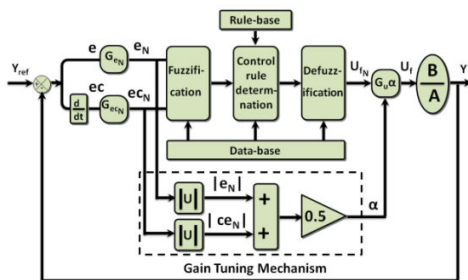 Rule-base
Y_ref
e
G_eN
e_N
Fuzzifi-
cation
Control
rule
determ-
nation
Defuzz-
ification
U_fN
G_uα
U_f
B
A
Y
ec
d
dt
G_ecN
ec_N
Data-base
|U|
|e_N|
+
0.5
α
|U|
|ce_N|
+
Gain Tuning Mechanism